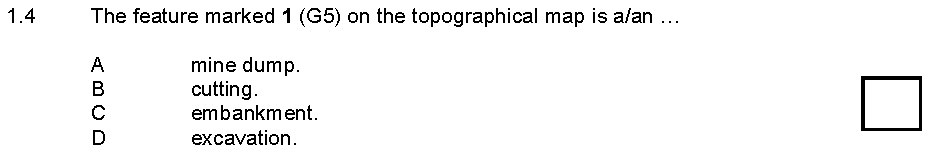 1.4 The feature marked 1 (G5) on the topographical map is a/an …
A mine dump.
B cutting.
C embankment.
D excavation.